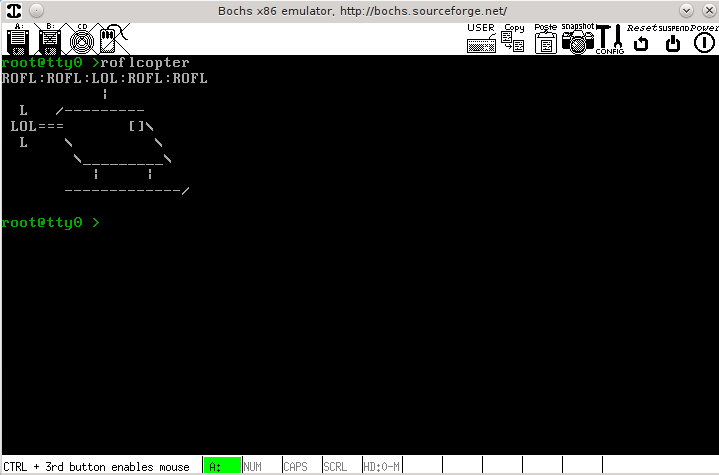 Bochs x86 emulator, http://bochs.sourceforge.net/
A: B: CD USER Copy Paste snapshot CONFIG Reset SUSPEND Power
root@tty0 >roflcopter
ROFL:ROFL:LOL:ROFL:ROFL
          ¦
  L   /---------
 LOL===       []\
  L    \         \
        \_________\
          ¦     ¦
       -------------/
root@tty0 >
CTRL + 3rd button enables mouse A: NUM CAPS SCRL HD:0-M